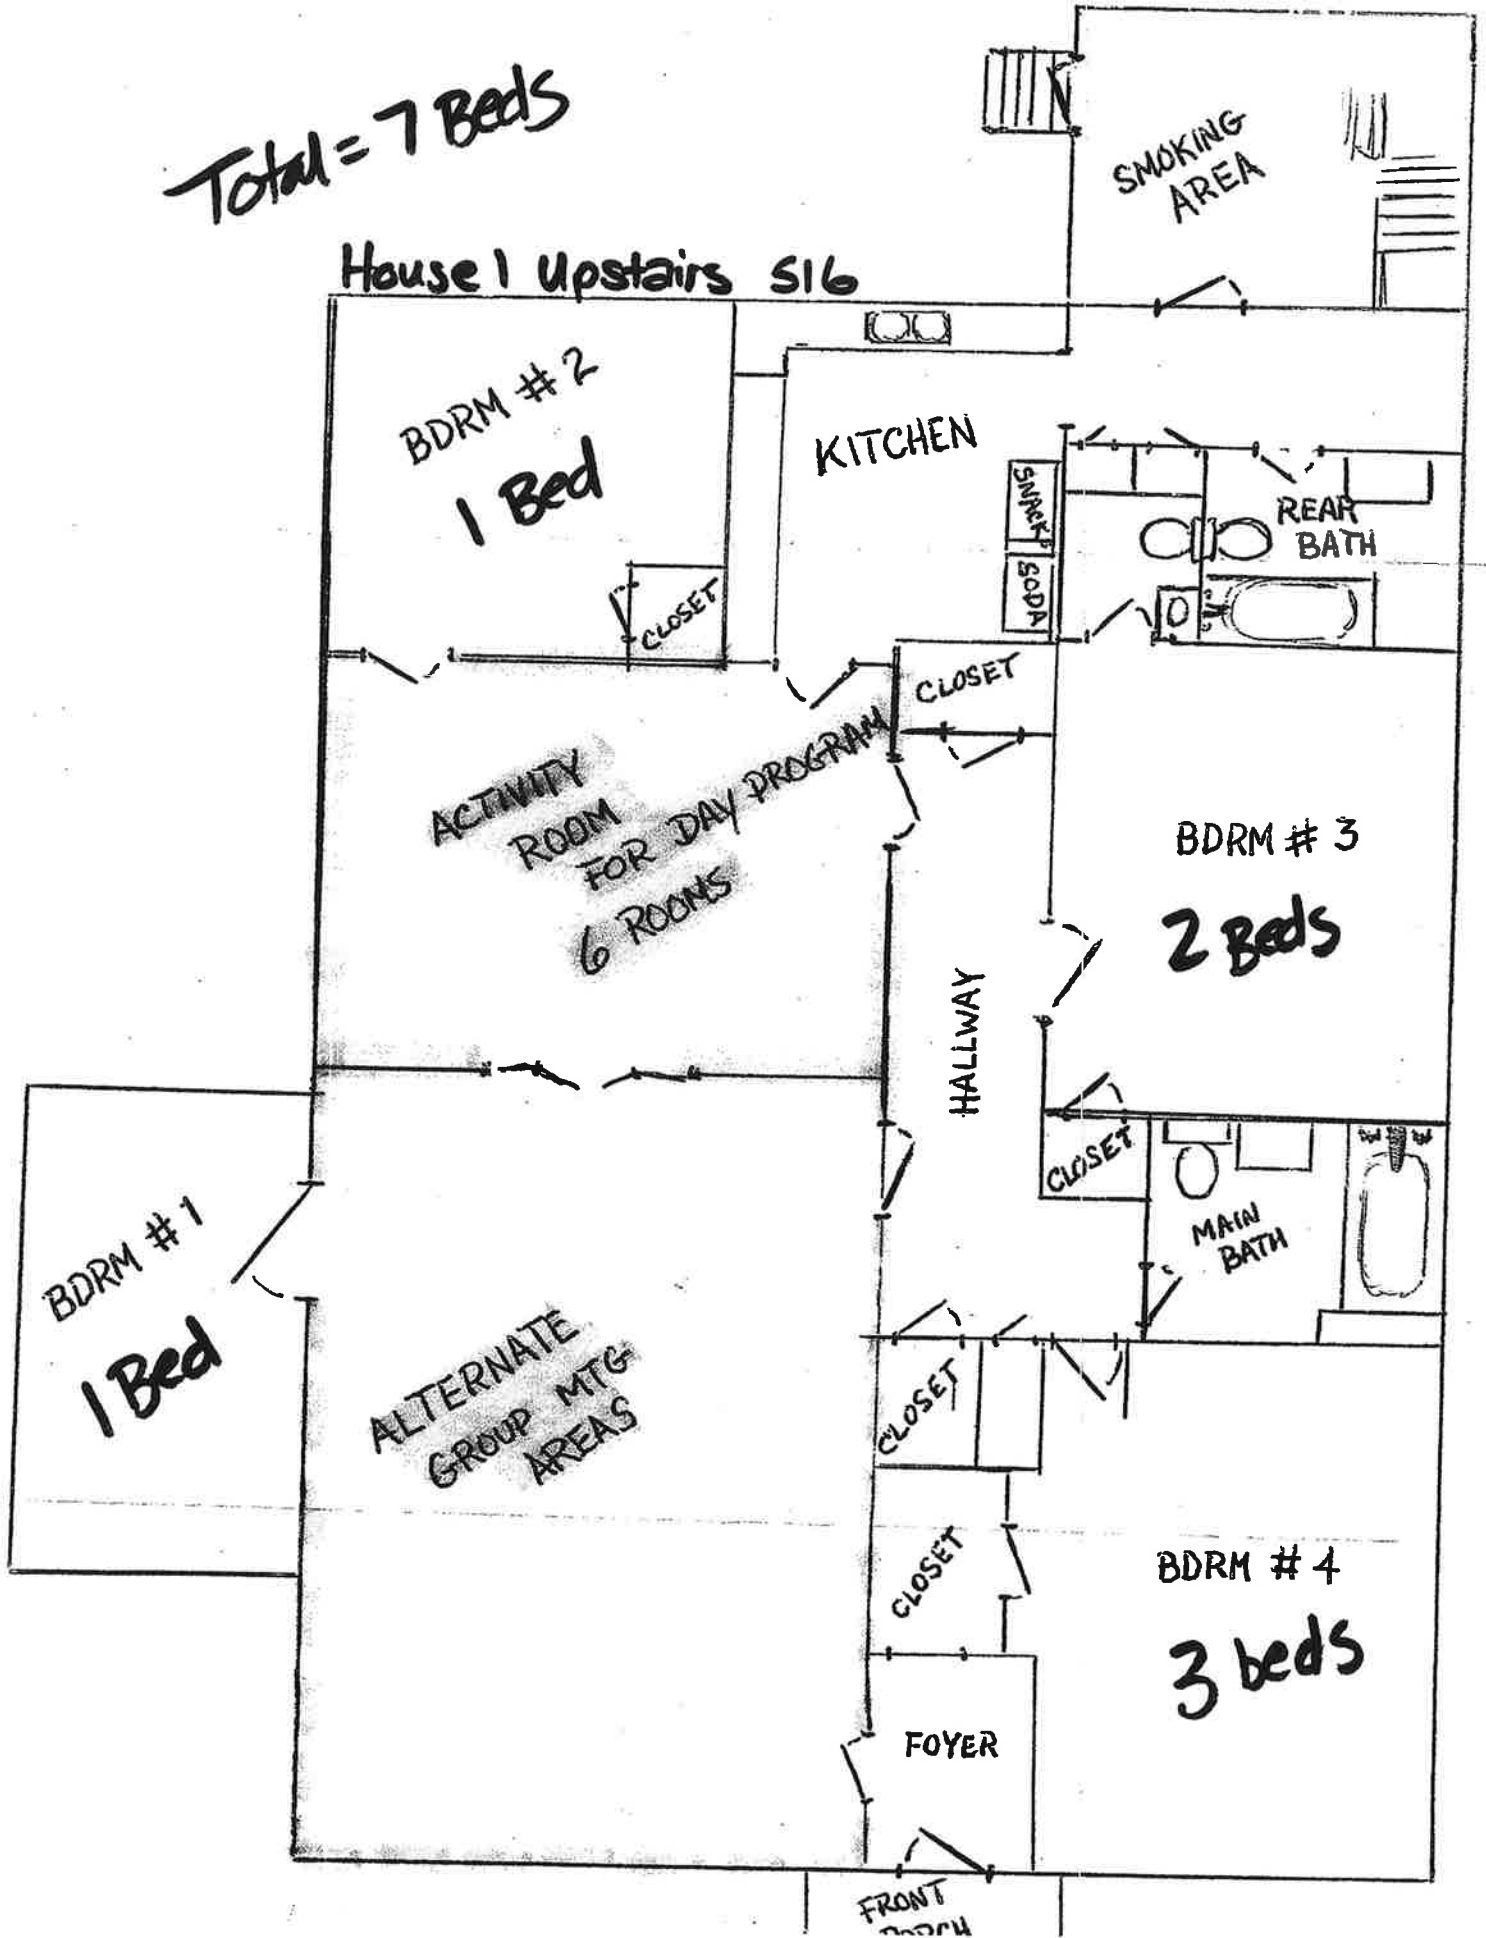 Total = 7 Beds
SMOKING
AREA
House 1 Upstairs 516
BDRM # 2
1 Bed
KITCHEN
SNACKS
SODA
REAR
BATH
CLOSET
CLOSET
ACTIVITY
ROOM
FOR DAY PROGRAM
6 ROOMS
BDRM # 3
2 Beds
HALLWAY
CLOSET
MAIN
BATH
BDRM # 1
1 Bed
ALTERNATE
GROUP MTG
AREAS
CLOSET
CLOSET
BDRM # 4
3 beds
FOYER
FRONT
PORCH